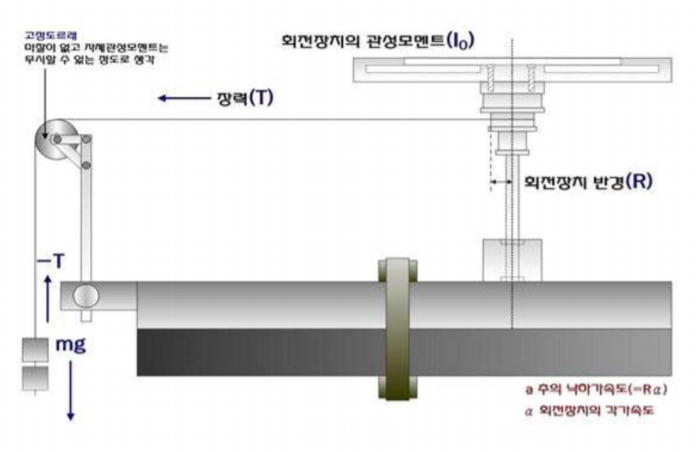 고정도르래
마찰이 없고 자체관성모멘트는
무시할 수 있는 정도로 생각
회전장치의 관성모멘트(I₀)
장력(T)
회전장치 반경(R)
−T
mg
a 추의 낙하가속도(=Rα)
α 회전장치의 각가속도